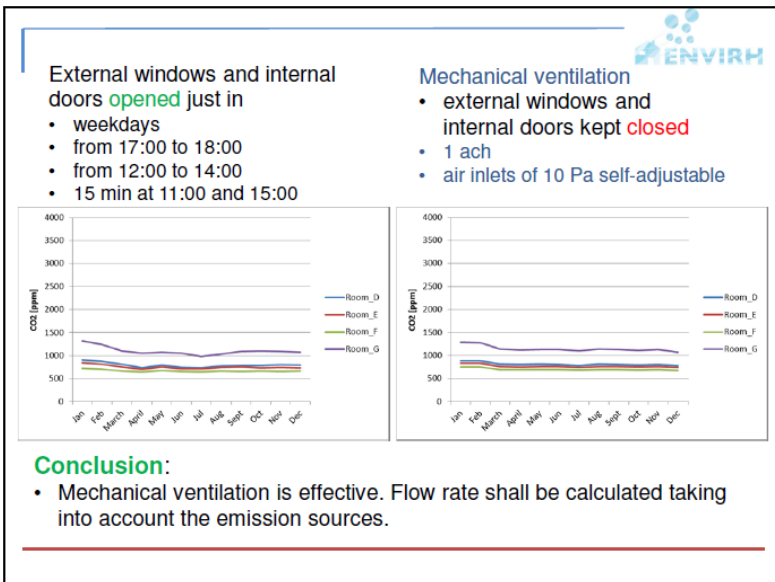 ENVIRH
External windows and internal
doors opened just in
• weekdays
• from 17:00 to 18:00
• from 12:00 to 14:00
• 15 min at 11:00 and 15:00
Mechanical ventilation
• external windows and
internal doors kept closed
• 1 ach
• air inlets of 10 Pa self-adjustable
4000
3500
3000
2500
2000
1500
1000
500
0
CO2 [ppm]
Jan Feb March April May Jun Jul Aug Sept Oct Nov Dec
Room_D
Room_E
Room_F
Room_G
4000
3500
3000
2500
2000
1500
1000
500
0
CO2 [ppm]
Jan Feb March April May Jun Jul Aug Sept Oct Nov Dec
Room_D
Room_E
Room_F
Room_G
Conclusion:
• Mechanical ventilation is effective. Flow rate shall be calculated taking
into account the emission sources.